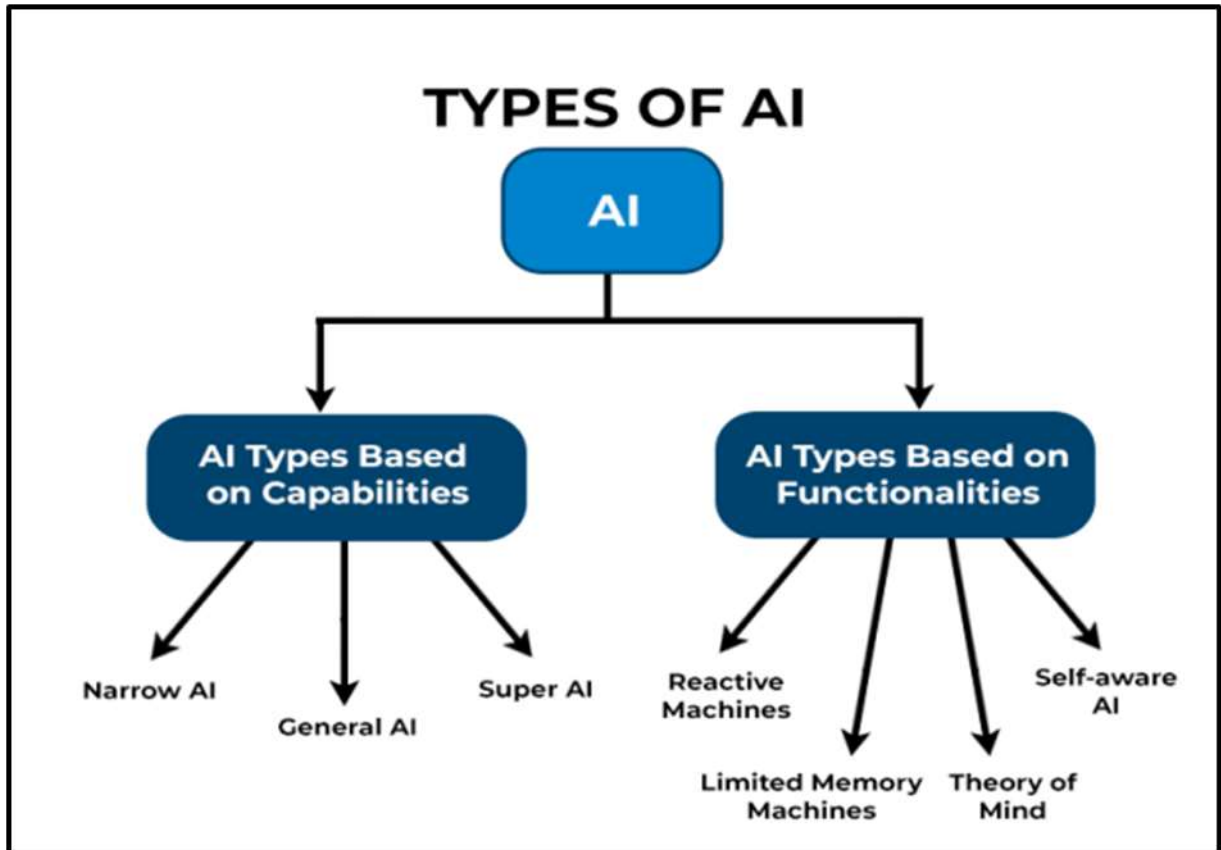 TYPES OF AI
AI
AI Types Based
on Capabilities
AI Types Based on
Functionalities
Narrow AI
General AI
Super AI
Reactive
Machines
Limited Memory
Machines
Theory of
Mind
Self-aware
AI